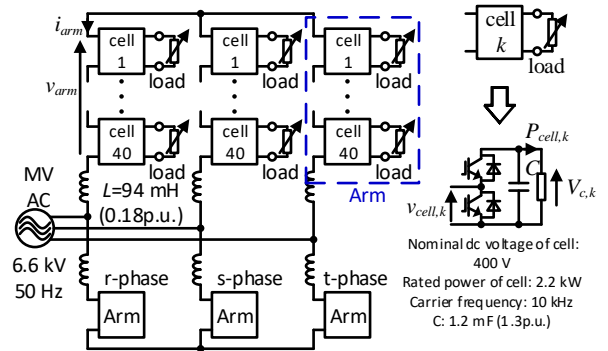 i_arm
cell 1
cell 1
cell 1
load
load
load
v_arm
cell 40
cell 40
cell 40
load
load
load
Arm
MV
AC
L=94 mH
(0.18p.u.)
6.6 kV
50 Hz
r-phase
s-phase
t-phase
Arm
Arm
Arm
cell
k
load
P_cell,k
C
v_cell,k
V_c,k
Nominal dc voltage of cell:
400 V
Rated power of cell: 2.2 kW
Carrier frequency: 10 kHz
C: 1.2 mF (1.3p.u.)